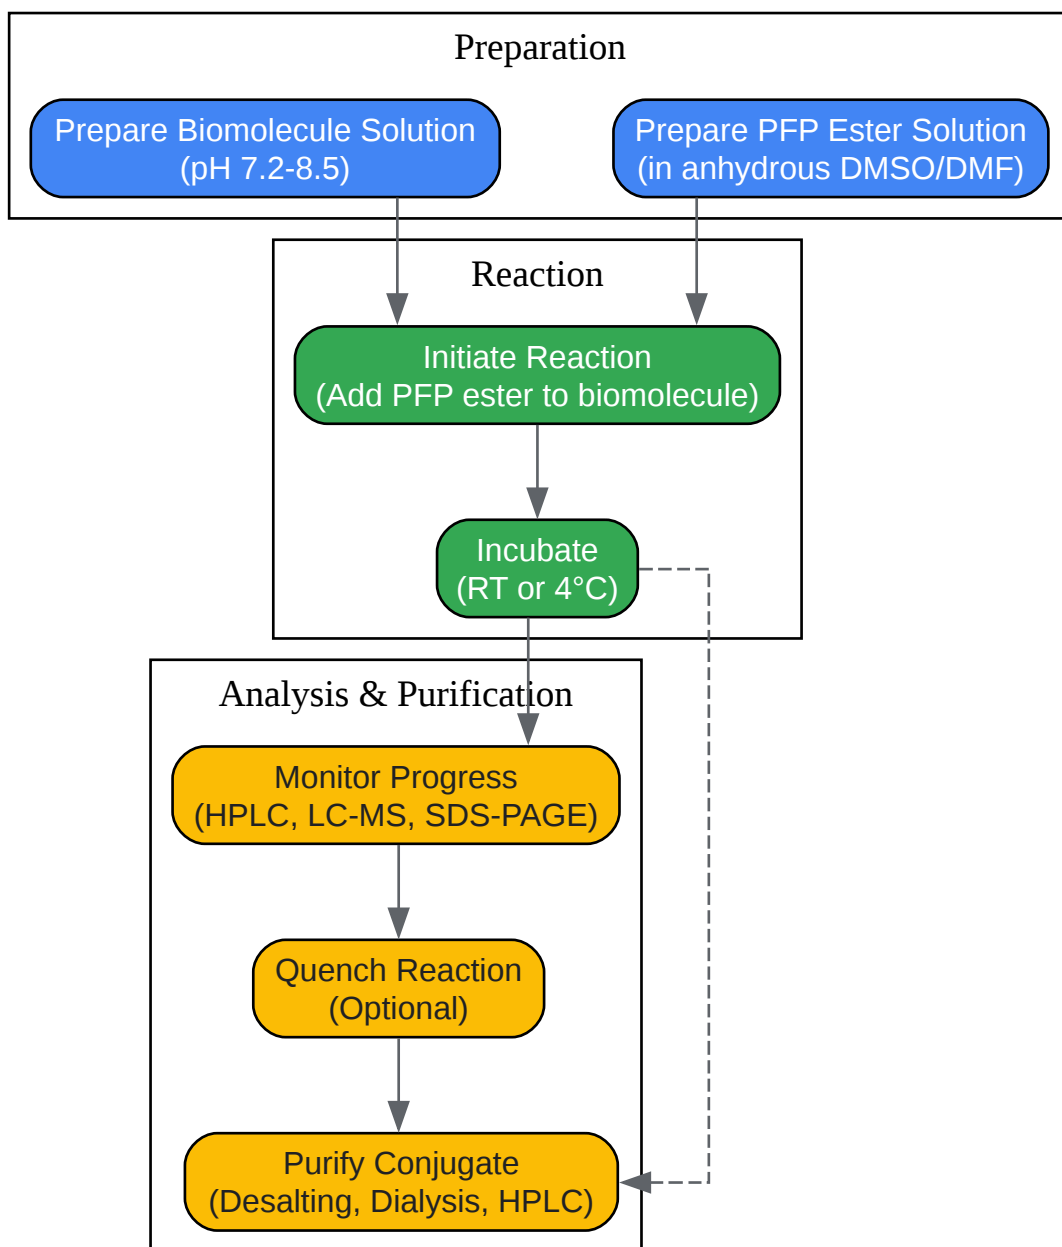 Preparation
Prepare Biomolecule Solution
(pH 7.2-8.5)
Prepare PFP Ester Solution
(in anhydrous DMSO/DMF)
Reaction
Initiate Reaction
(Add PFP ester to biomolecule)
Incubate
(RT or 4°C)
Analysis & Purification
Monitor Progress
(HPLC, LC-MS, SDS-PAGE)
Quench Reaction
(Optional)
Purify Conjugate
(Desalting, Dialysis, HPLC)